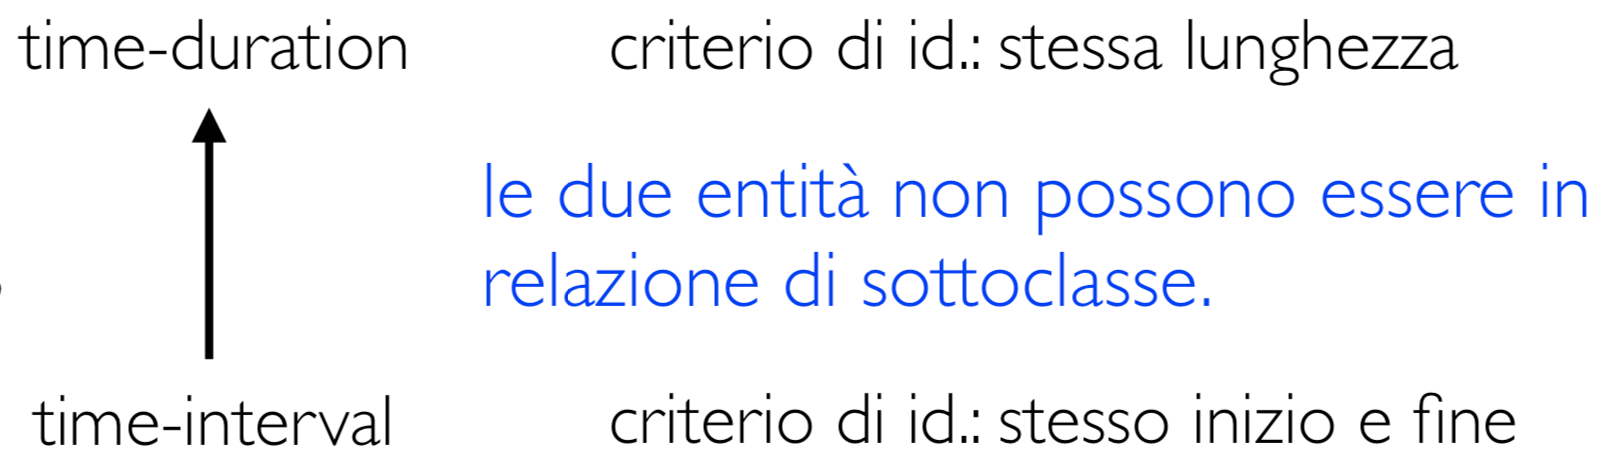 time-duration criterio di id.: stessa lunghezza
le due entità non possono essere in
relazione di sottoclasse.
time-interval criterio di id.: stesso inizio e fine